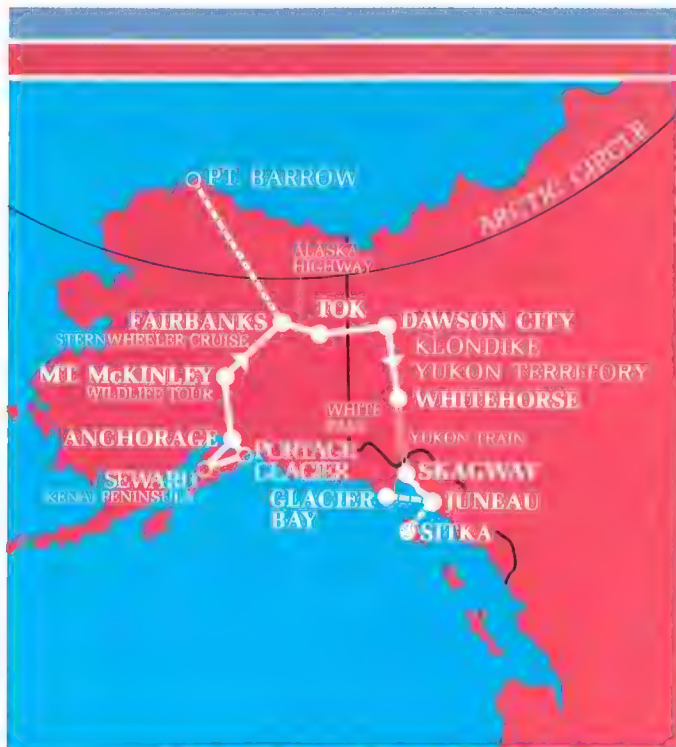 PT. BARROW
ARCTIC CIRCLE
ALASKA
HIGHWAY
TOK
FAIRBANKS
STERNWHEELER CRUISE
DAWSON CITY
KLONDIKE
YUKON TERRITORY
MT. McKINLEY
WILDLIFE TOUR
WHITEHORSE
WHITE
PASS
ANCHORAGE
YUKON TRAIN
PORTAGE
GLACIER
SEWARD
KENAI PENINSULA
SKAGWAY
GLACIER
BAY
JUNEAU
SITKA